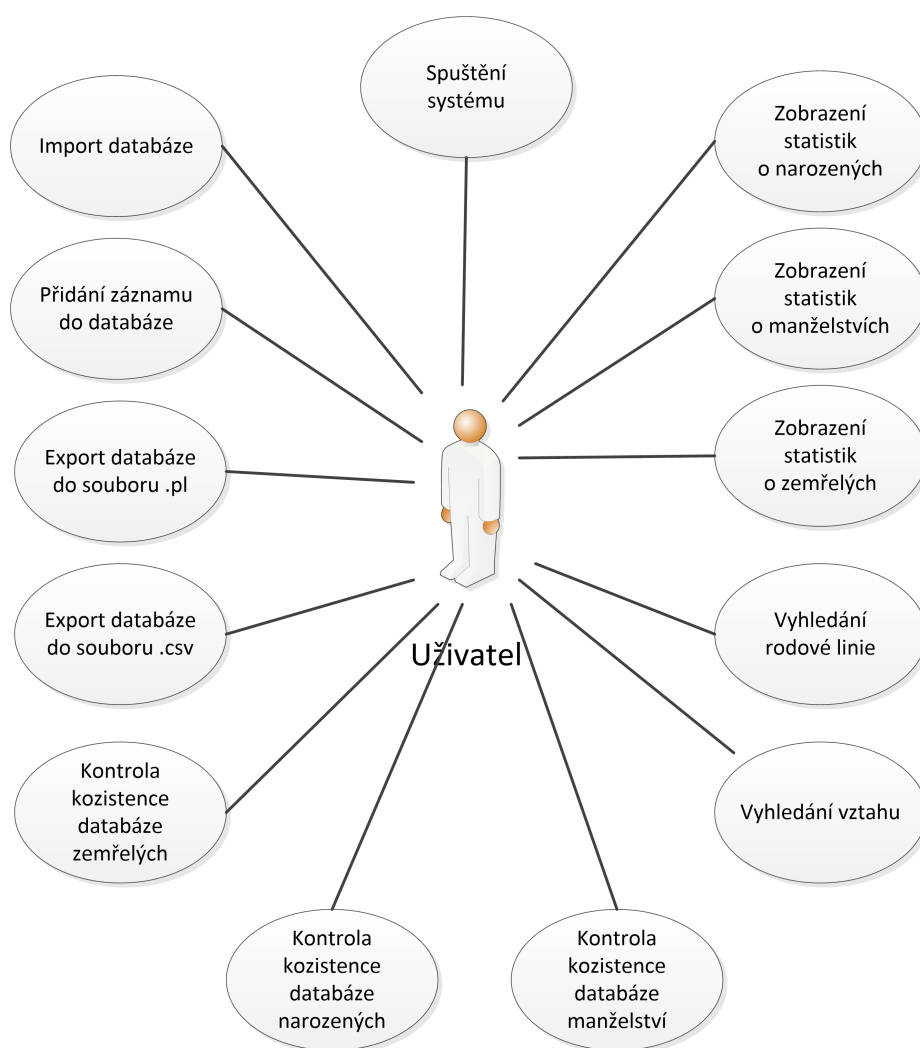 Spuštění
systému
Import databáze
Zobrazení
statistik
o narozených
Přidání záznamu
do databáze
Zobrazení
statistik
o manželstvích
Export databáze
do souboru .pl
Zobrazení
statistik
o zemřelých
Export databáze
do souboru .csv
Uživatel
Vyhledání
rodové linie
Kontrola
kozistence
databáze
zemřelých
Vyhledání vztahu
Kontrola
kozistence
databáze
narozených
Kontrola
kozistence
databáze
manželství